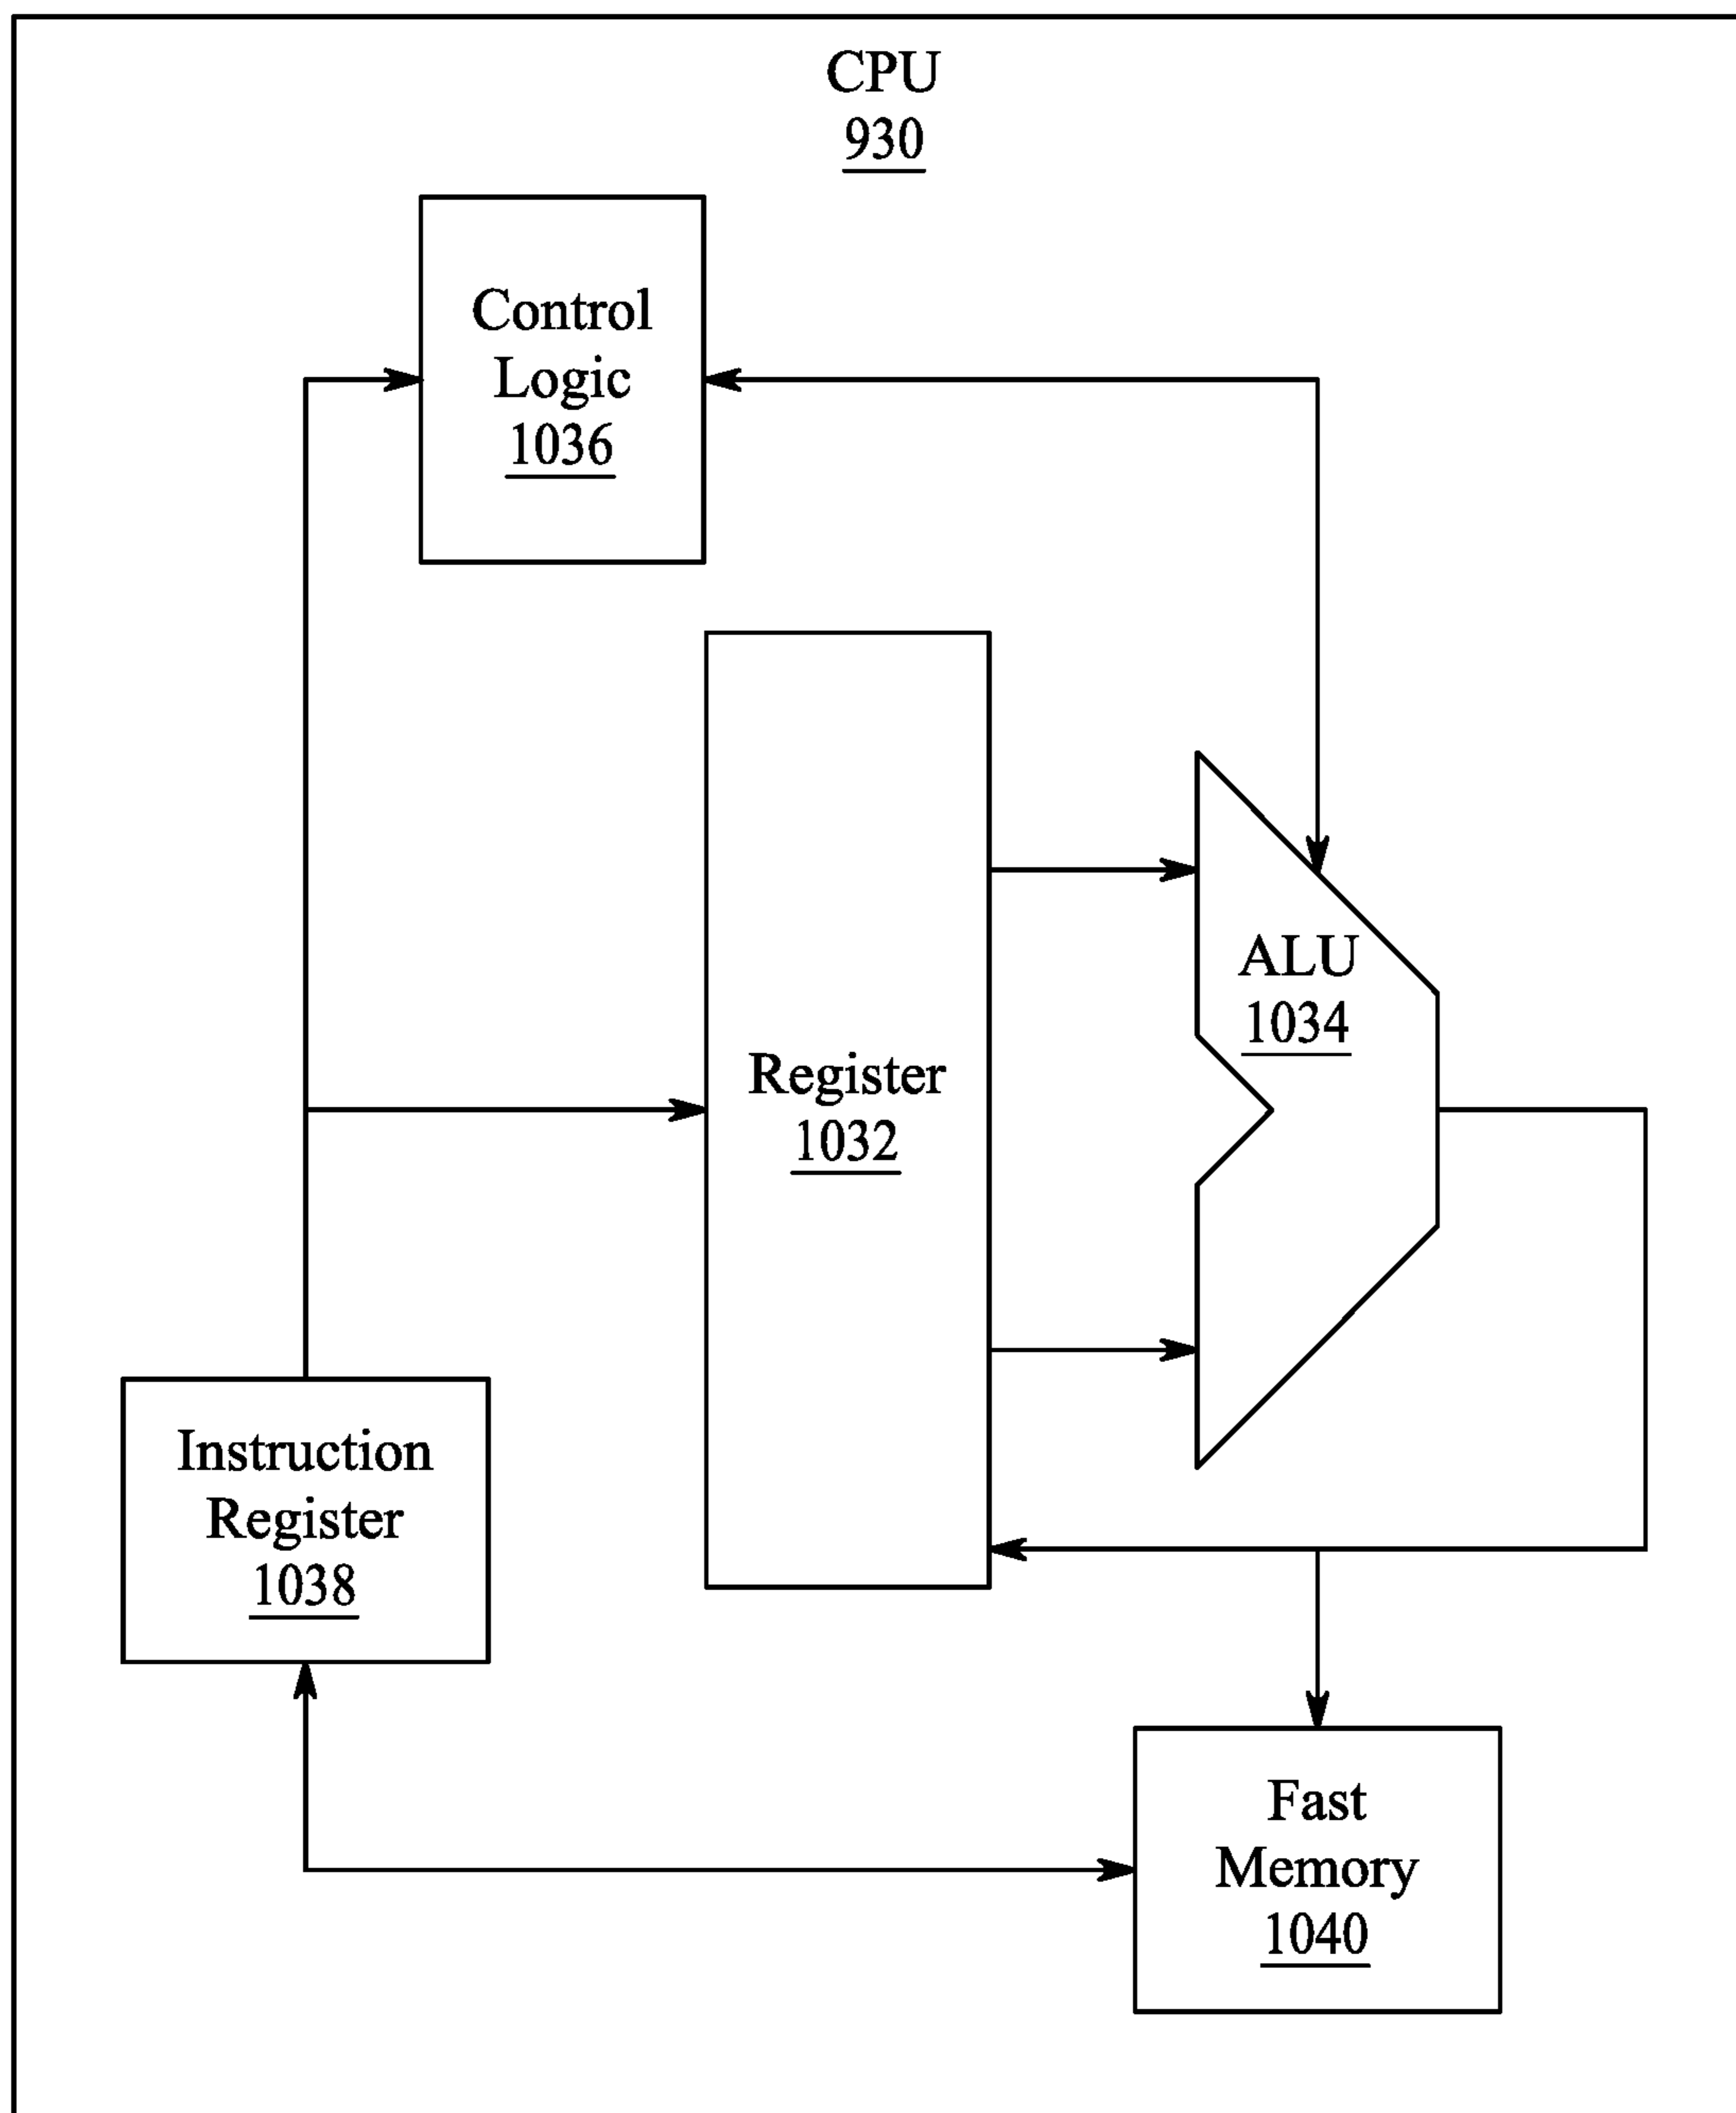 CPU
930
Control
Logic
1036
ALU
1034
Register
1032
Instruction
Register
1038
Fast
Memory
1040